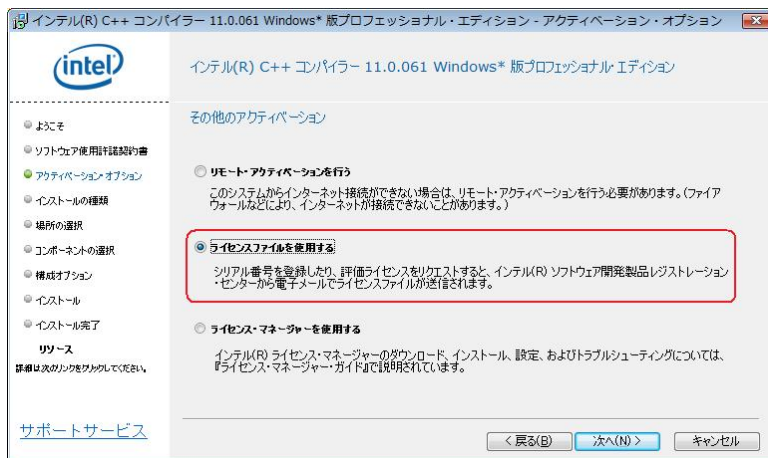 インテル(R) C++ コンパイラー 11.0.061 Windows* 版プロフェッショナル・エディション - アクティベーション・オプション
intel
インテル(R) C++ コンパイラー 11.0.061 Windows* 版プロフェッショナル・エディション
その他のアクティベーション
ようこそ
ソフトウェア使用許諾契約書
アクティベーション・オプション
インストールの種類
場所の選択
コンポーネントの選択
構成オプション
インストール
インストール完了
リソース
詳細は次のリンクをクリックしてください。
サポートサービス
リモート・アクティベーションを行う
このシステムからインターネット接続ができない場合は、リモート・アクティベーションを行う必要があります。(ファイア
ウォールなどにより、インターネットが接続できないことがあります。)
ライセンスファイルを使用する
シリアル番号を登録したり、評価ライセンスをリクエストすると、インテル(R) ソフトウェア開発製品レジストレーション
・センターから電子メールでライセンスファイルが送信されます。
ライセンス・マネージャーを使用する
インテル(R) ライセンス・マネージャーのダウンロード、インストール、設定、およびトラブルシューティングについては、
『ライセンス・マネージャー・ガイド』で説明されています。
< 戻る(B)
次へ(N) >
キャンセル